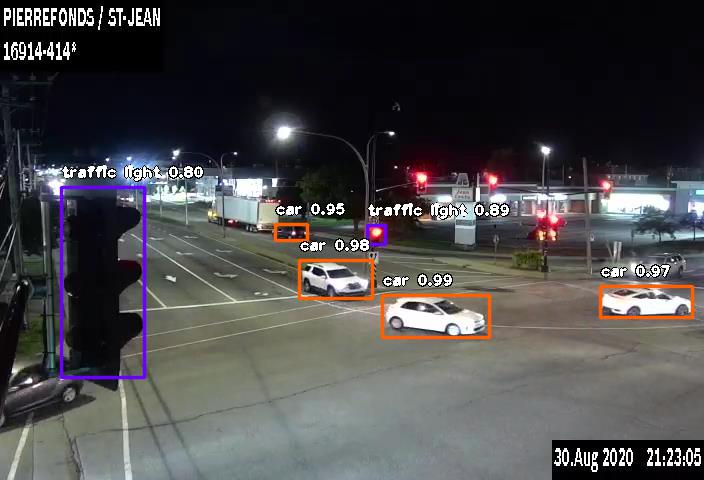 PIERREFONDS / ST-JEAN
16914-414*
traffic light 0.80
car 0.95
traffic light 0.89
car 0.98
car 0.99
car 0.97
30.Aug 2020 21:23:05